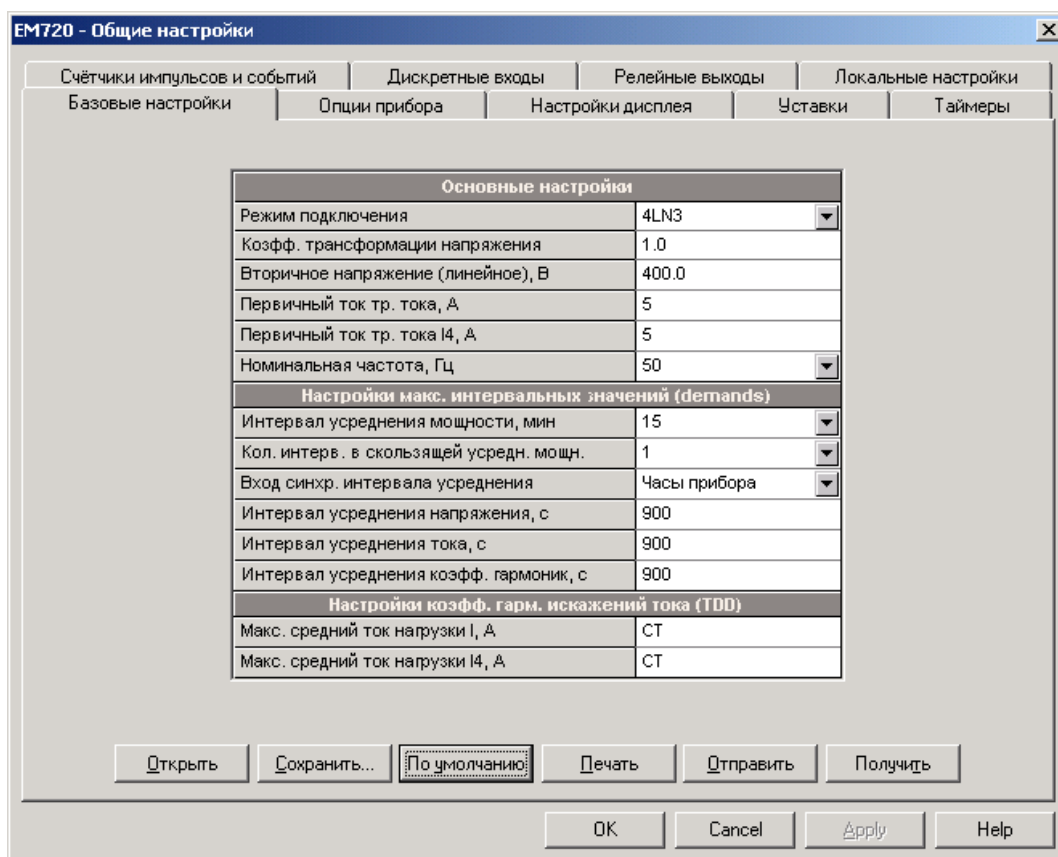 EM720 - Общие настройки
Счётчики импульсов и событий Дискретные входы Релейные выходы Локальные настройки
Базовые настройки Опции прибора Настройки дисплея Уставки Таймеры
Основные настройки
Режим подключения 4LN3
Коэфф. трансформации напряжения 1.0
Вторичное напряжение (линейное), В 400.0
Первичный ток тр. тока, А 5
Первичный ток тр. тока I4, А 5
Номинальная частота, Гц 50
Настройки макс. интервальных значений (demands)
Интервал усреднения мощности, мин 15
Кол. интерв. в скользящей усредн. мощн. 1
Вход синхр. интервала усреднения Часы прибора
Интервал усреднения напряжения, с 900
Интервал усреднения тока, с 900
Интервал усреднения коэфф. гармоник, с 900
Настройки коэфф. гарм. искажений тока (TDD)
Макс. средний ток нагрузки I, А CT
Макс. средний ток нагрузки I4, А CT
Открыть Сохранить... По умолчанию Печать Отправить Получить
OK Cancel Apply Help